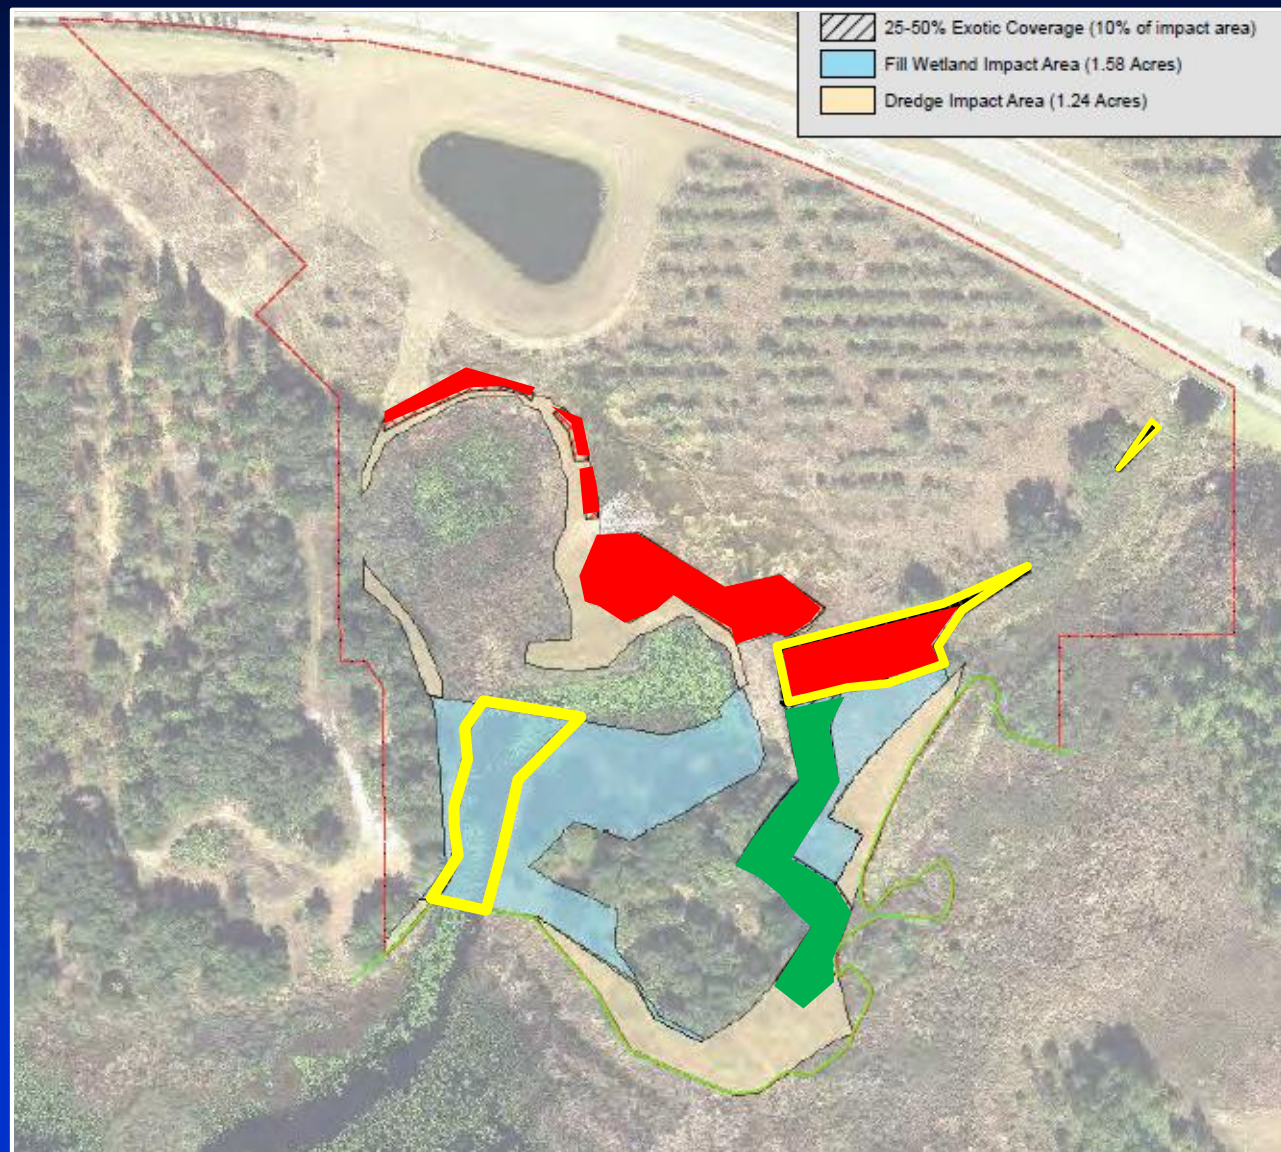 25-50% Exotic Coverage (10% of impact area)
Fill Wetland Impact Area (1.58 Acres)
Dredge Impact Area (1.24 Acres)